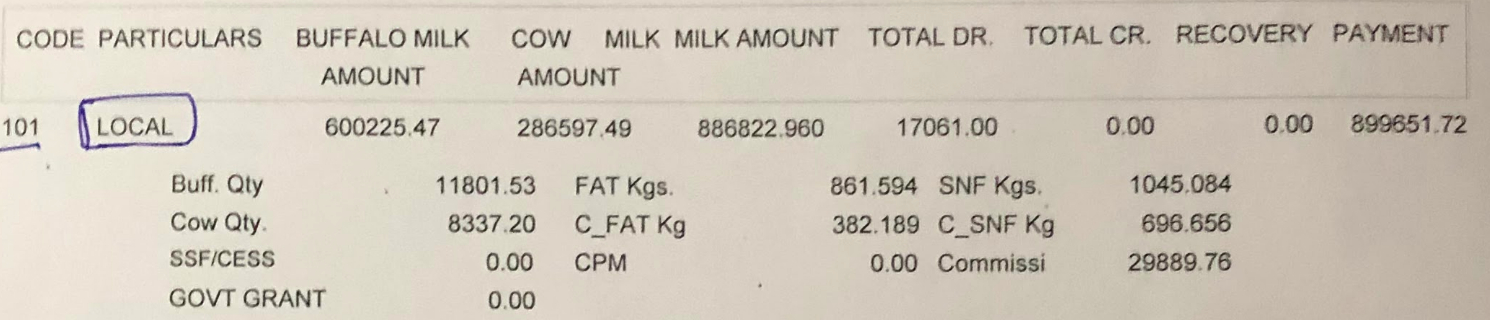 CODE PARTICULARS BUFFALO MILK COW MILK MILK AMOUNT TOTAL DR. TOTAL CR. RECOVERY PAYMENT
AMOUNT AMOUNT
101 LOCAL 600225.47 286597.49 886822.960 17061.00 0.00 0.00 899651.72
Buff. Qty 11801.53 FAT Kgs. 861.594 SNF Kgs. 1045.084
Cow Qty. 8337.20 C_FAT Kg 382.189 C_SNF Kg 696.656
SSF/CESS 0.00 CPM 0.00 Commissi 29889.76
GOVT GRANT 0.00